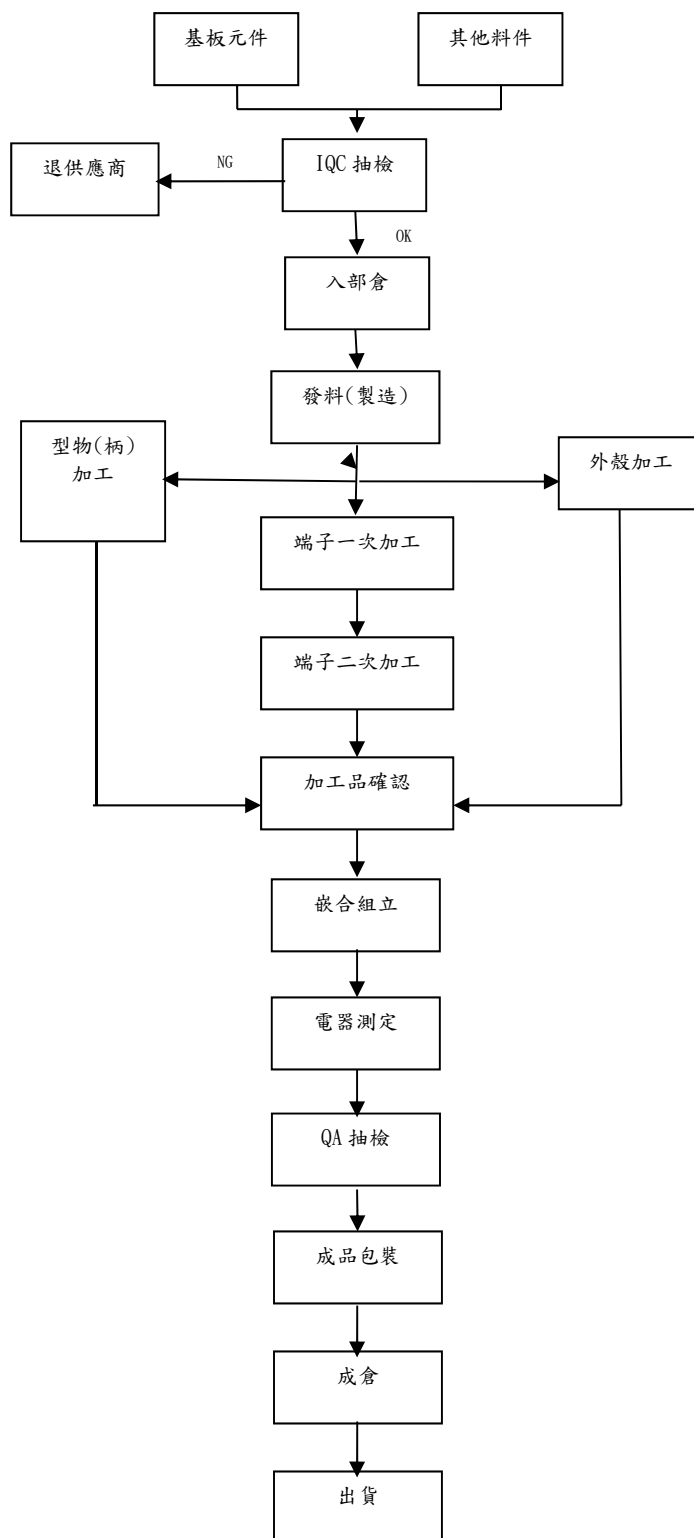 基板元件
其他料件
IQC 抽檢
NG
退供應商
OK
入部倉
發料(製造)
型物(柄)
加工
外殼加工
端子一次加工
端子二次加工
加工品確認
嵌合組立
電器測定
QA 抽檢
成品包裝
成倉
出貨